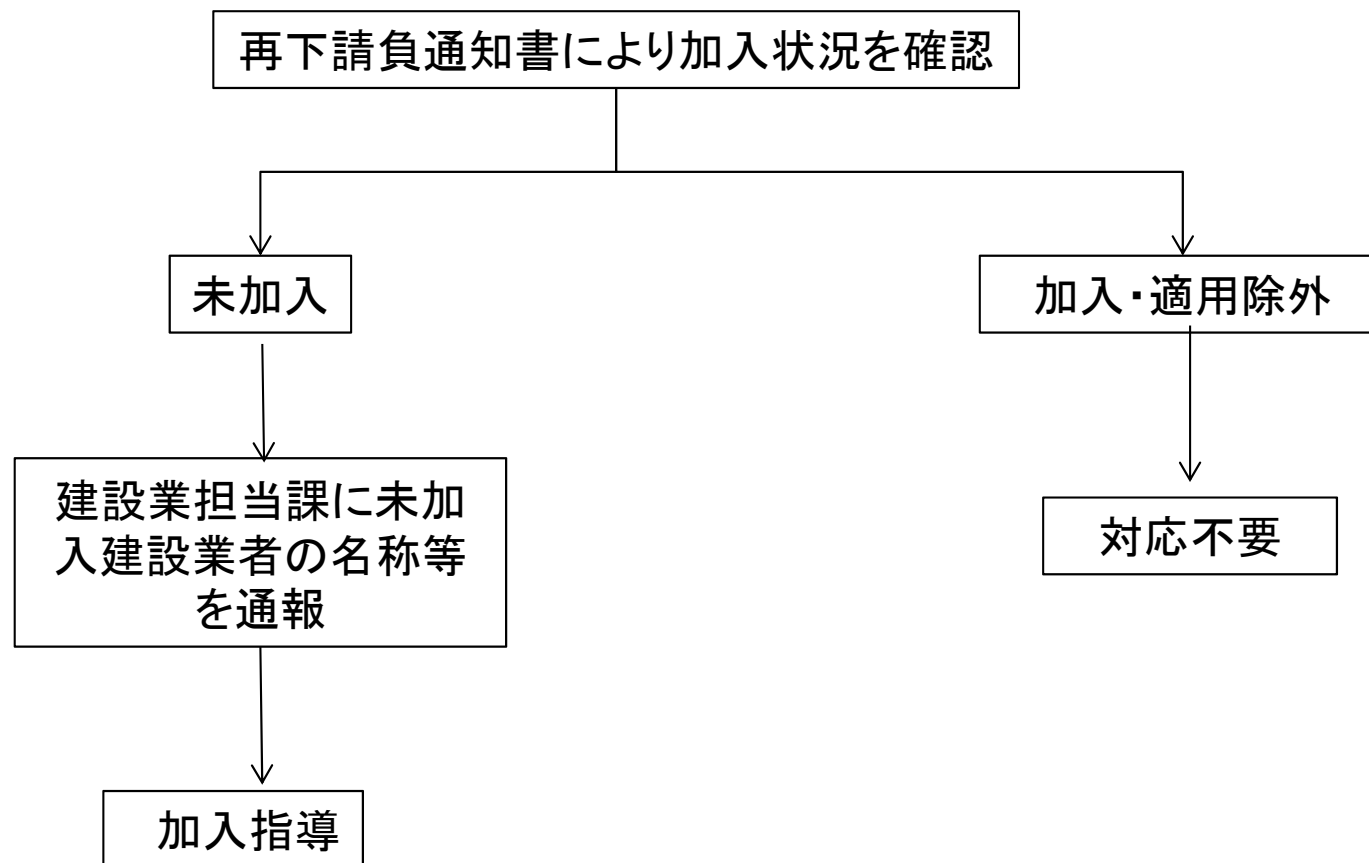 再下請負通知書により加入状況を確認
未加入
加入・適用除外
建設業担当課に未加
入建設業者の名称等
を通報
対応不要
加入指導